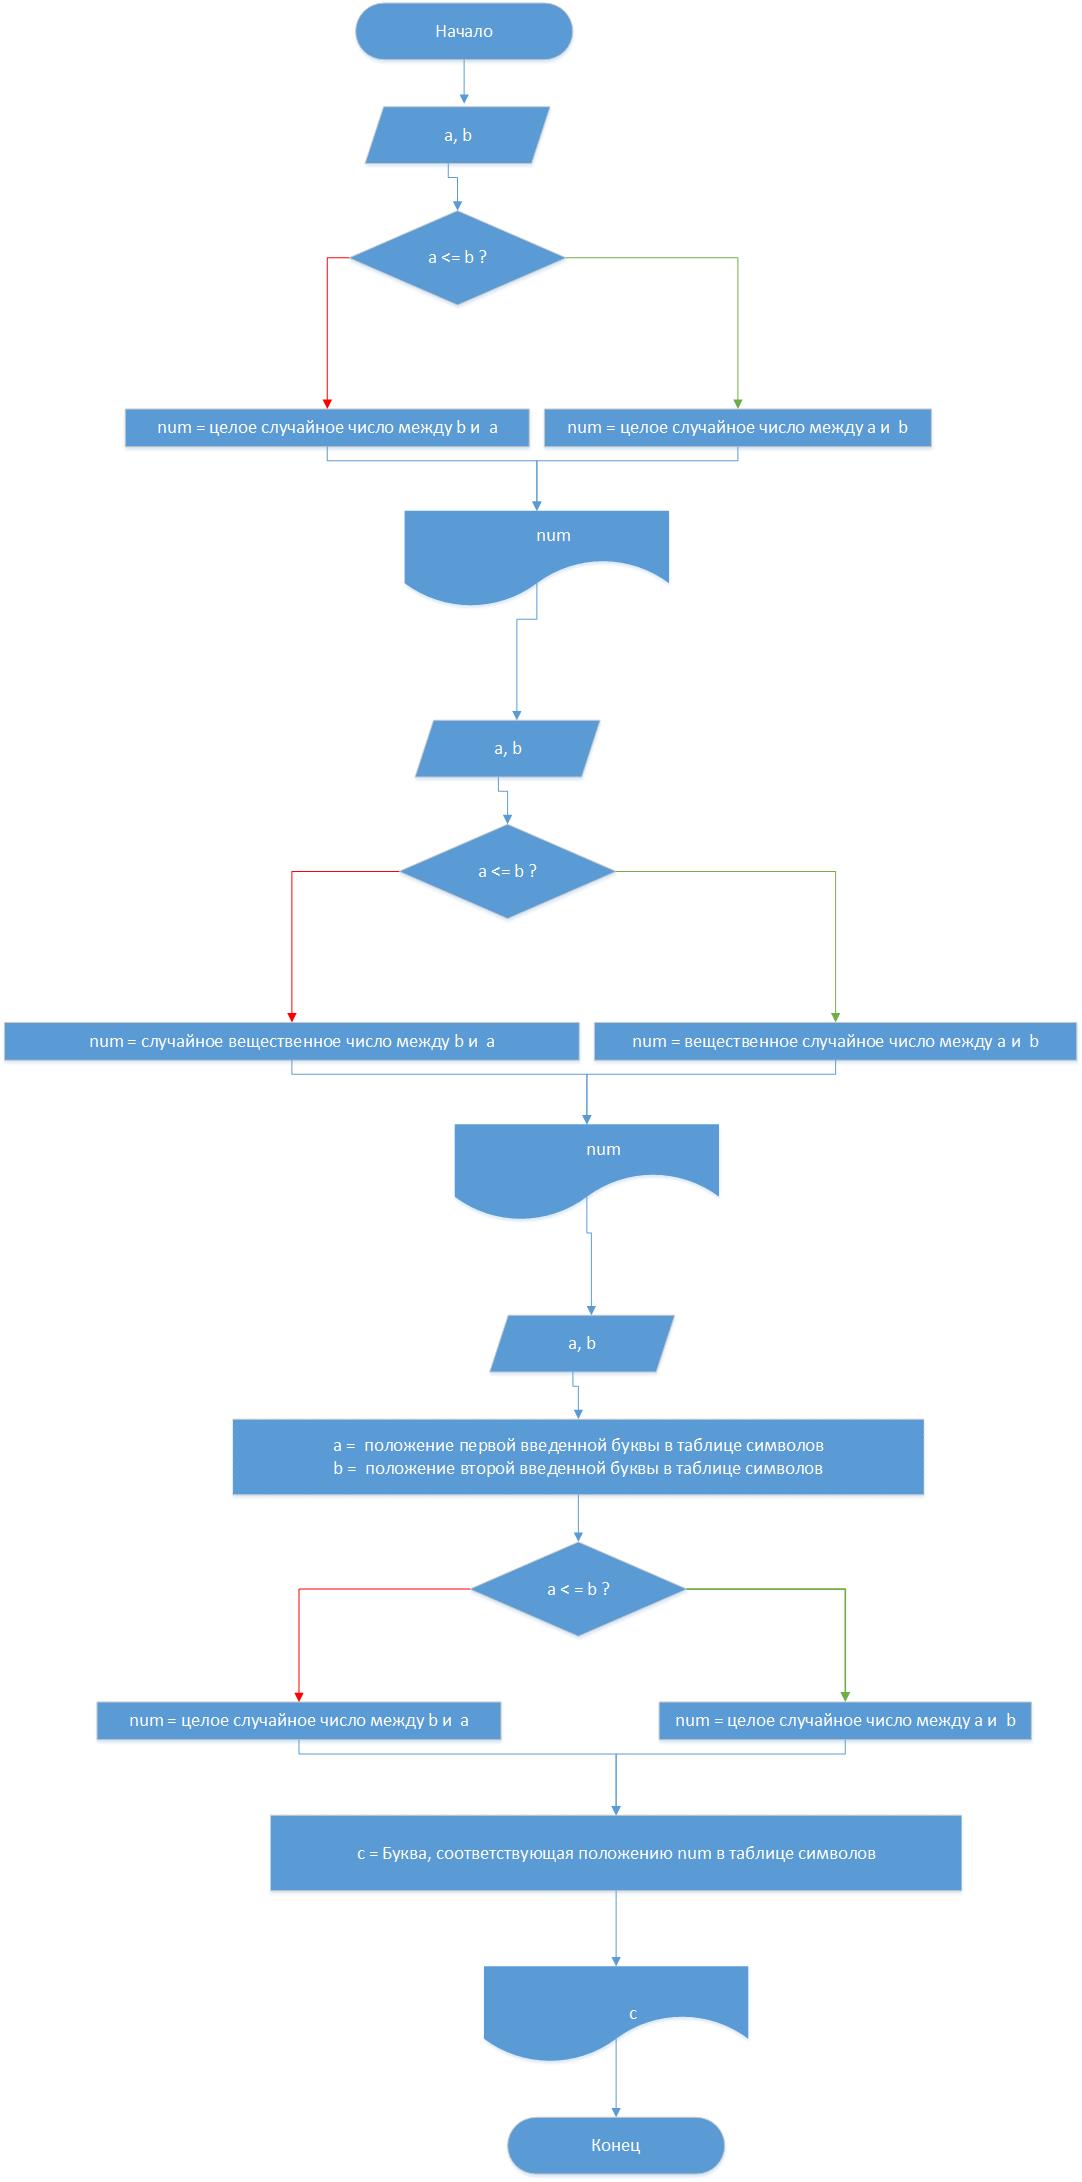 Начало
a, b
a <= b ?
num = целое случайное число между b и  a
num = целое случайное число между a и  b
num
a, b
a <= b ?
num = случайное вещественное число между b и  a
num = вещественное случайное число между a и  b
num
a, b
a =  положение первой введенной буквы в таблице символов
b =  положение второй введенной буквы в таблице символов
a < = b ?
num = целое случайное число между b и  a
num = целое случайное число между a и  b
c = Буква, соответствующая положению num в таблице символов
c
Конец